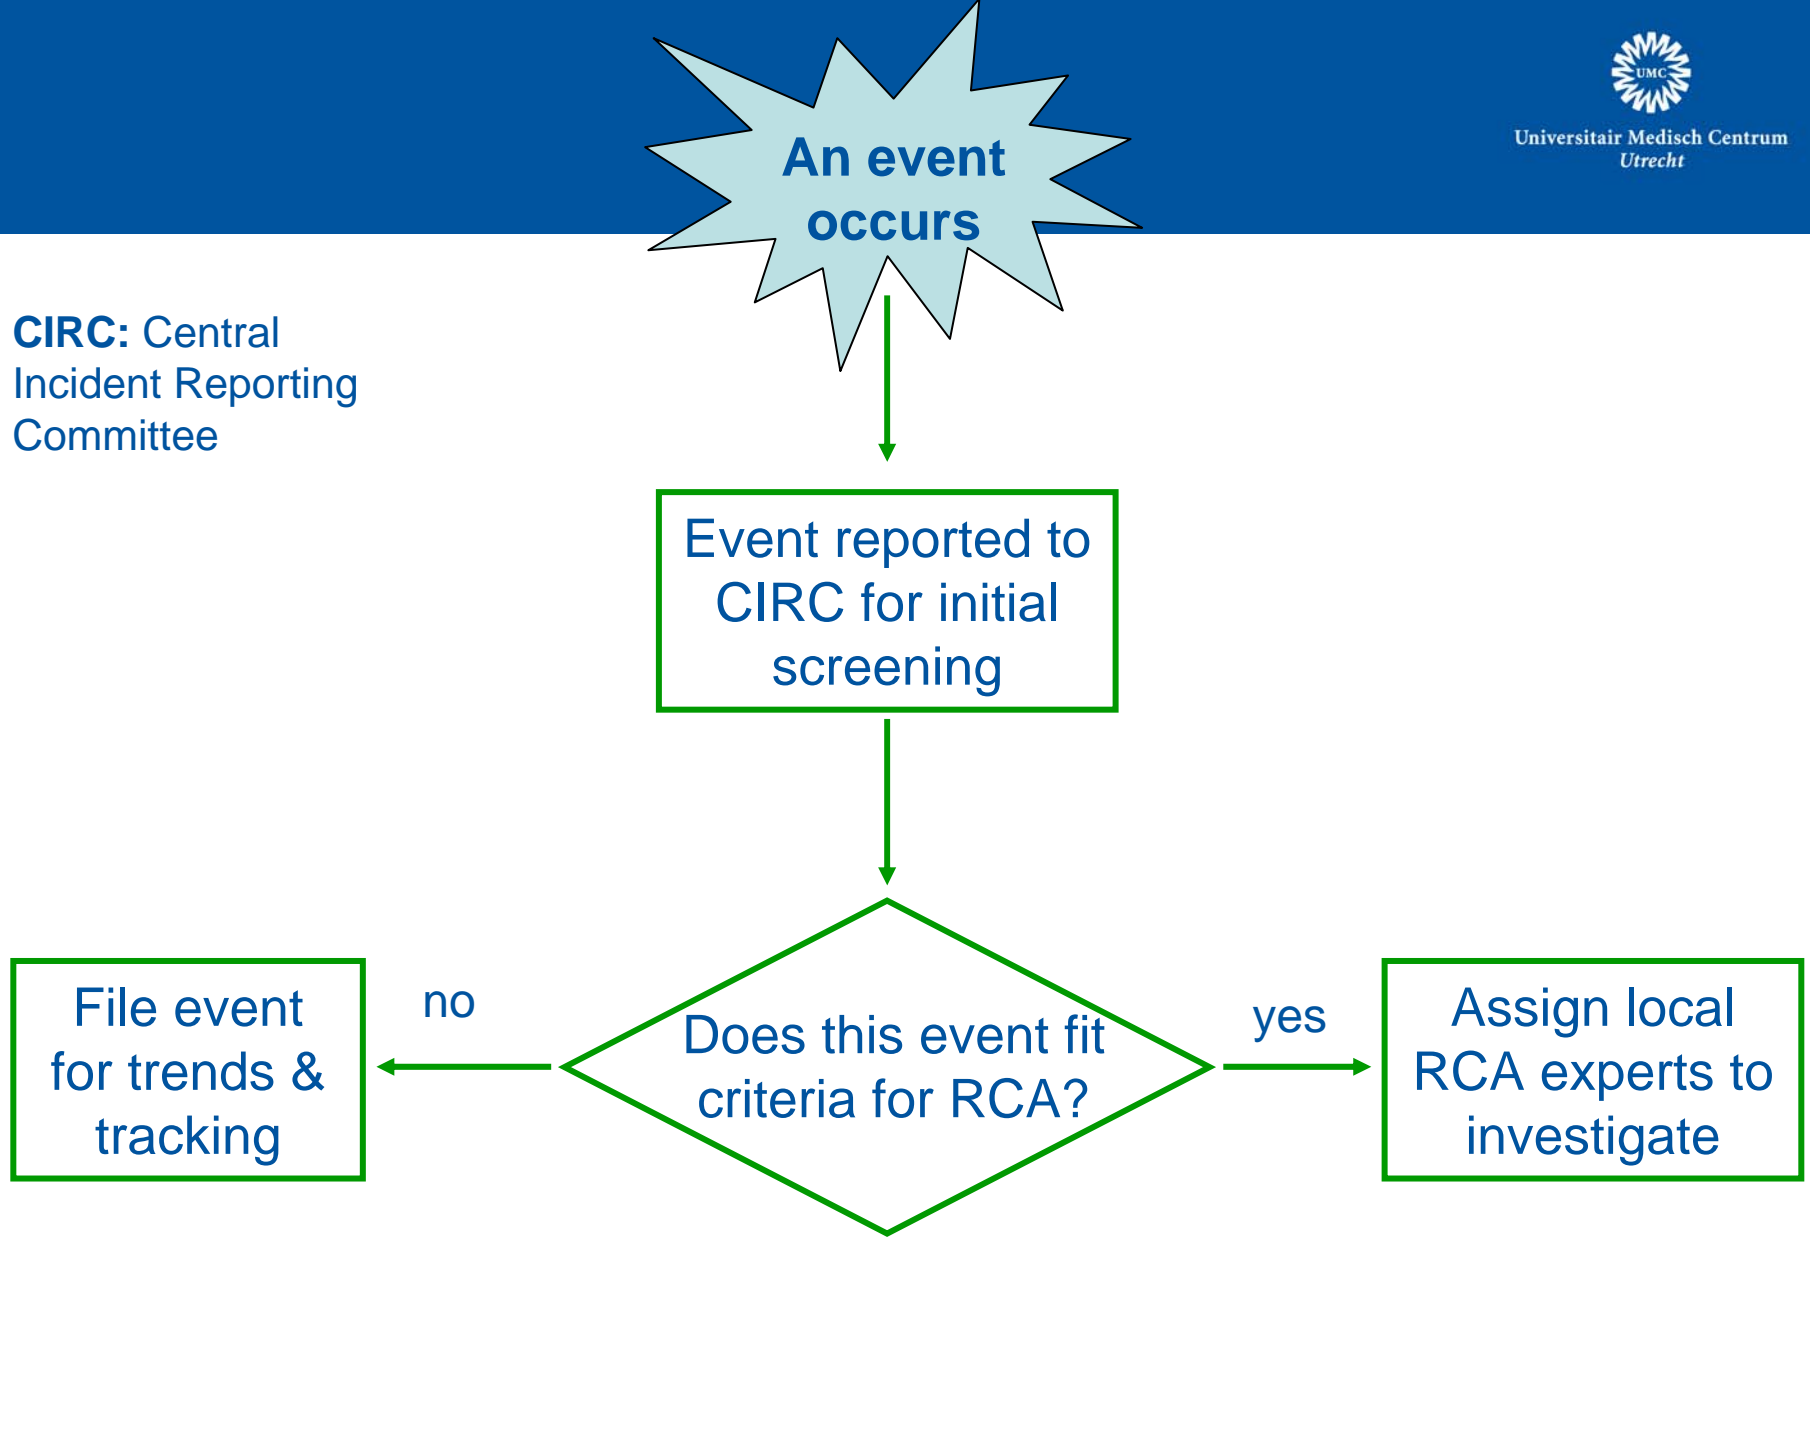 An event
occurs
UMC
Universitair Medisch Centrum
Utrecht
CIRC: Central
Incident Reporting
Committee
Event reported to
CIRC for initial
screening
File event
for trends &
tracking
no
Does this event fit
criteria for RCA?
yes
Assign local
RCA experts to
investigate